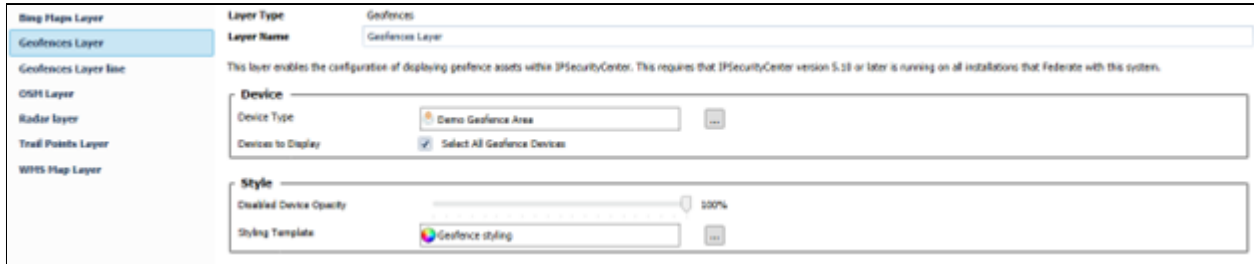 Bing Maps Layer
Geofences Layer
Geofences Layer line
OSM Layer
Radar layer
Trail Points Layer
WMS Map Layer
Layer Type Geofences
Layer Name Geofences Layer
This layer enables the configuration of displaying geofence assets within IPSecurityCenter. This requires that IPSecurityCenter version 5.10 or later is running on all installations that Federate with this system.
Device
Device Type Demo Geofence Area ...
Devices to Display Select All Geofence Devices
Style
Disabled Device Opacity 100%
Styling Template Geofence styling ...